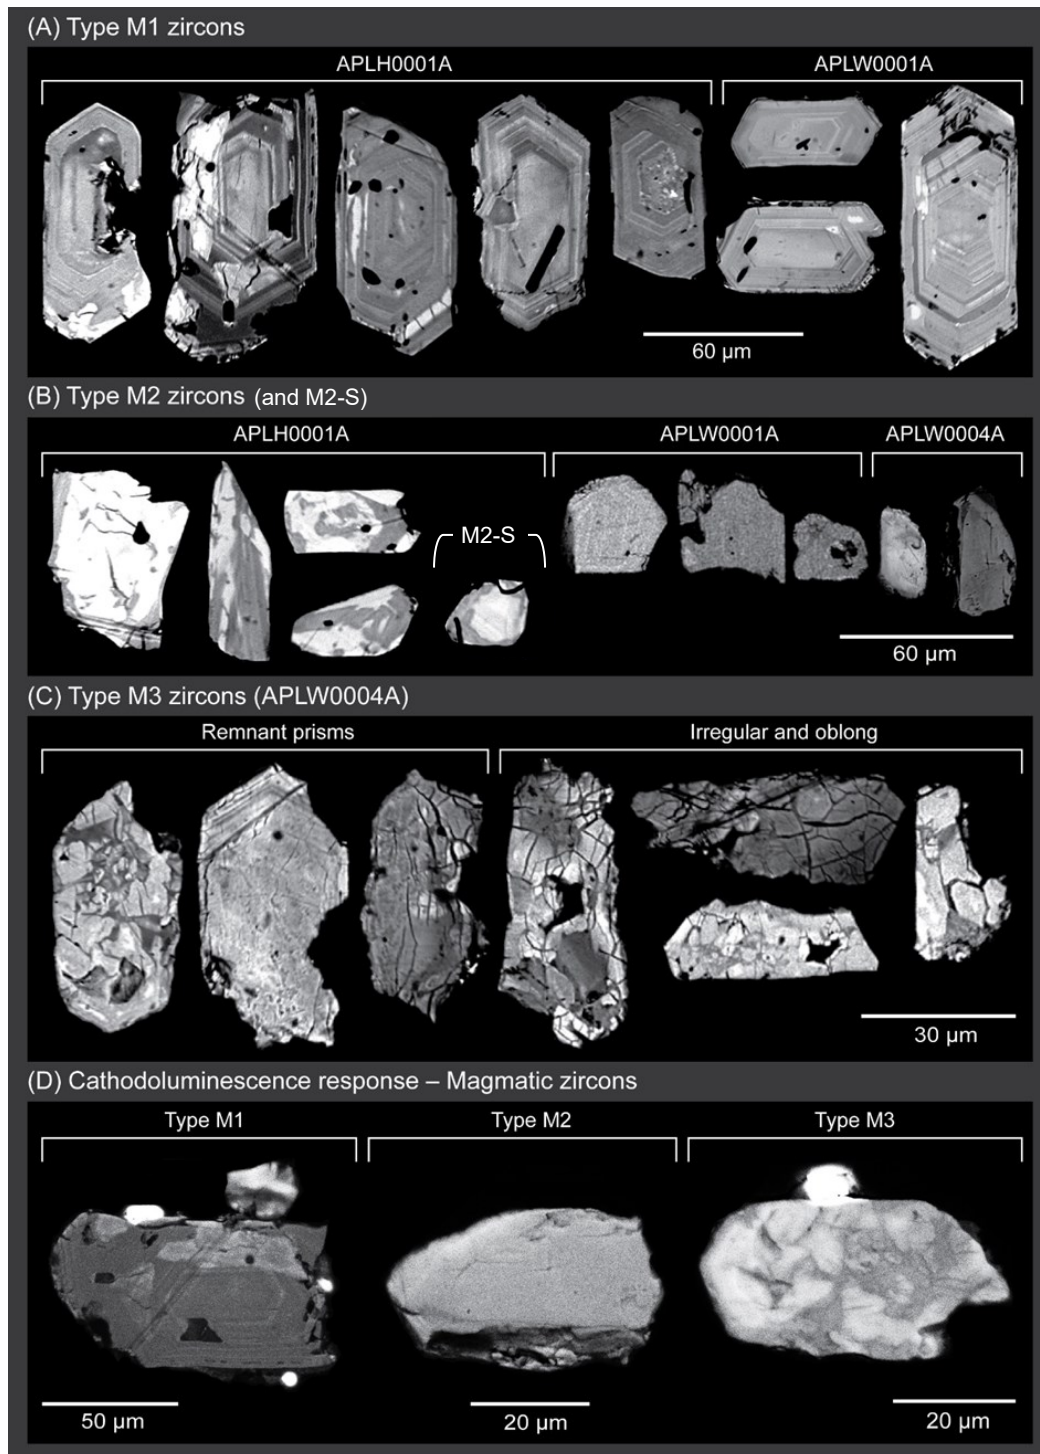 (A) Type M1 zircons
APLH0001A
APLW0001A
60 µm
(B) Type M2 zircons (and M2-S)
APLH0001A
APLW0001A
APLW0004A
M2-S
60 µm
(C) Type M3 zircons (APLW0004A)
Remnant prisms
Irregular and oblong
30 µm
(D) Cathodoluminescence response – Magmatic zircons
Type M1
Type M2
Type M3
50 µm
20 µm
20 µm